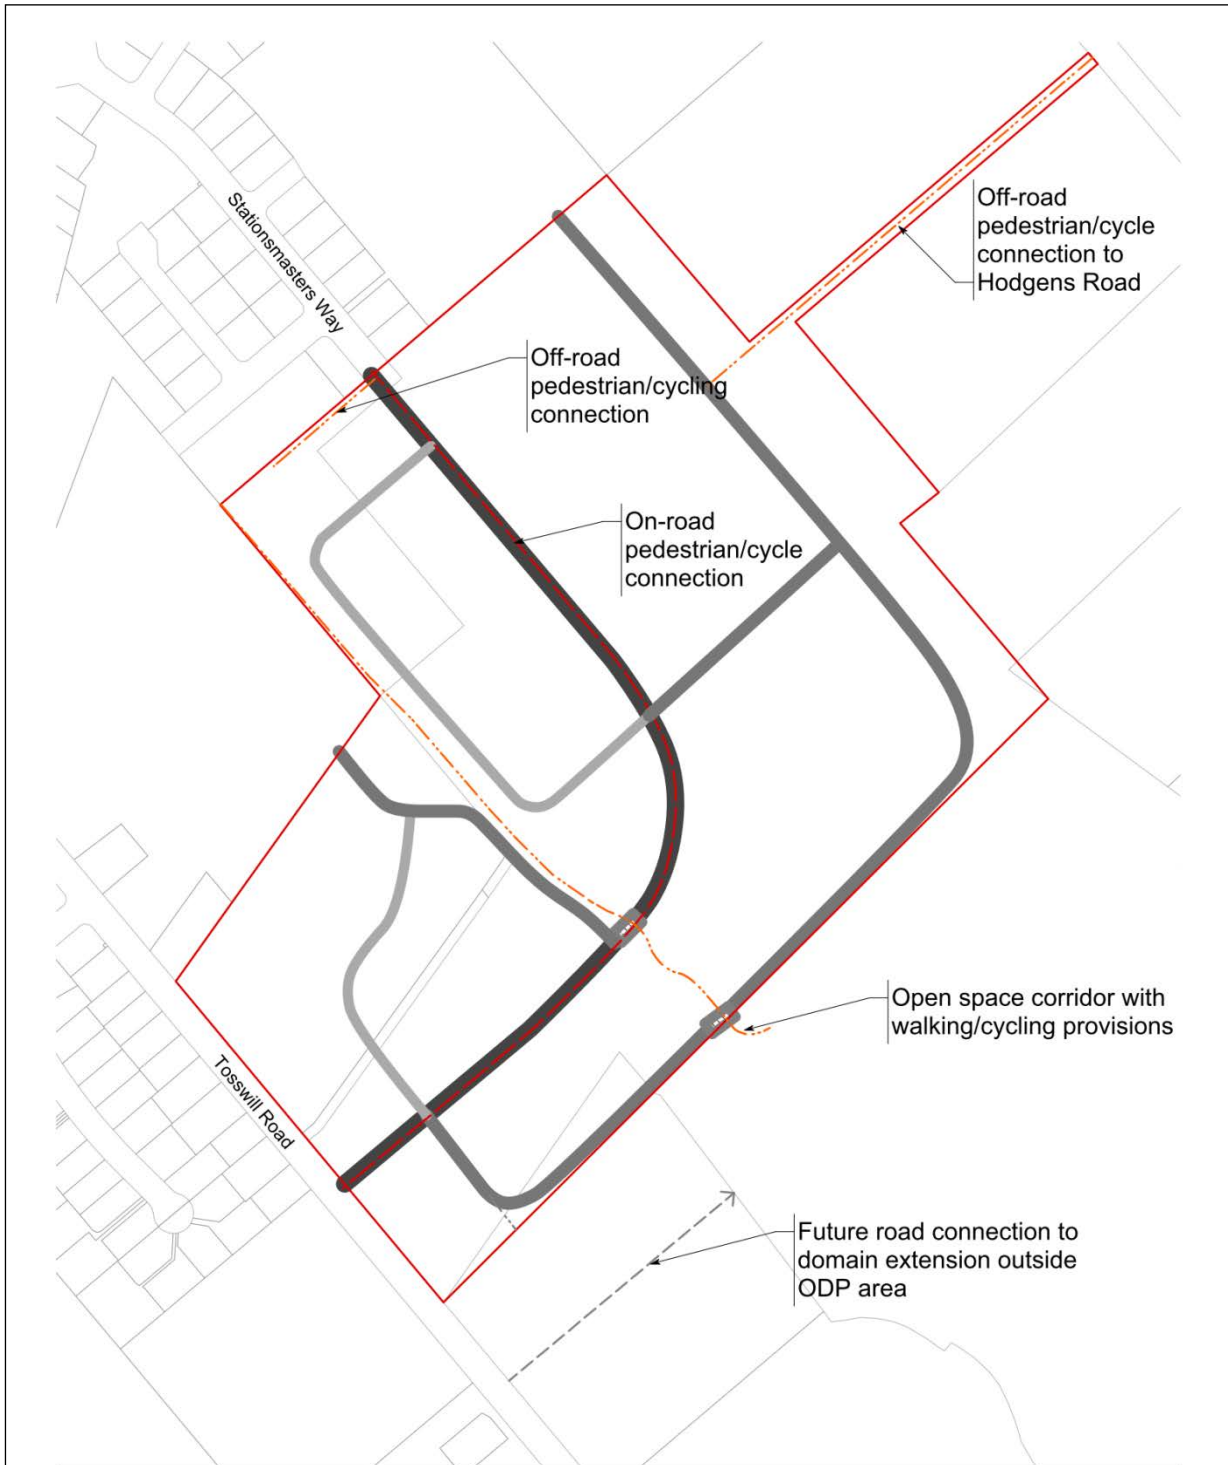 Off-road
pedestrian/cycle
connection to
Hodgens Road
Stationsmasters Way
Off-road
pedestrian/cycling
connection
On-road
pedestrian/cycle
connection
Open space corridor with
walking/cycling provisions
Tosswill Road
Future road connection to
domain extension outside
ODP area